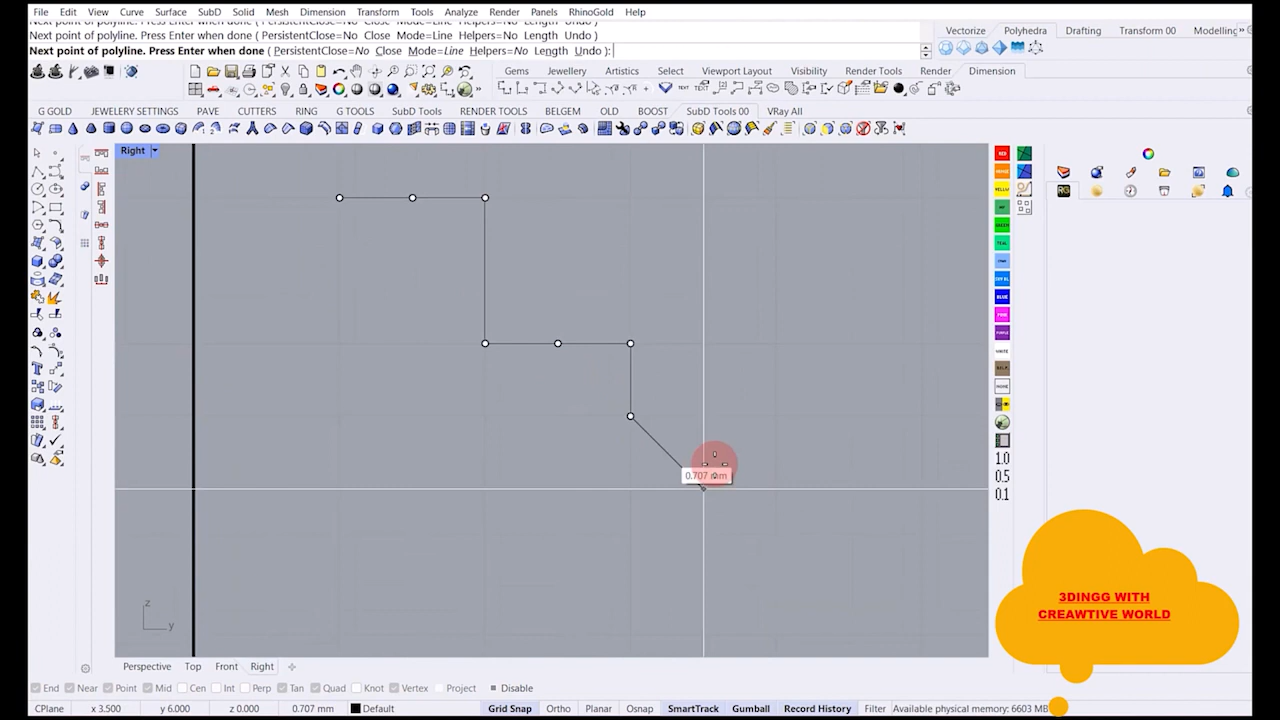 File Edit View Curve Surface SubD Solid Mesh Dimension Transform Tools Analyze Render Panels RhinoGold Help
Next point of polyline. Press Enter when done ( PersistentClose=No Close Mode=Line Helpers=No Length Undo )
Next point of polyline. Press Enter when done ( PersistentClose=No Close Mode=Line Helpers=No Length Undo ):
Vectorize Polyhedra Drafting Transform 00 Modelling
Gems Jewellery Artistics Select Viewport Layout Visibility Render Tools Render Dimension
G GOLD JEWELERY SETTINGS PAVE CUTTERS RING G TOOLS SubD Tools RENDER TOOLS BELGEM OLD BOOST SubD Tools 00 VRay All
Right
RED
GREEN
TEAL
BLUE
WHITE
1.0
0.5
0.1
0.707 mm
z
y
3DINGG WITH
CREAWTIVE WORLD
Perspective Top Front Right
End Near Point Mid Cen Int Perp Tan Quad Knot Vertex Project Disable
CPlane x 3.500 y 6.000 z 0.000 0.707 mm Default Grid Snap Ortho Planar Osnap SmartTrack Gumball Record History Filter Available physical memory: 6603 MB